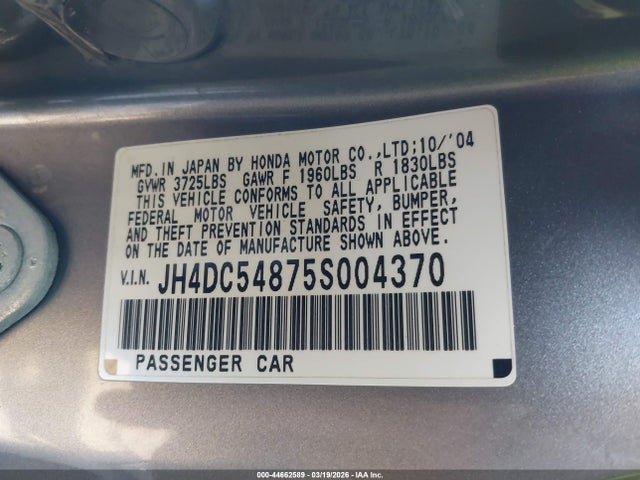 MFD. IN JAPAN BY HONDA MOTOR CO.,LTD;10/'04
GVWR 3725LBS GAWR F 1960LBS R 1830LBS
THIS VEHICLE CONFORMS TO ALL APPLICABLE
FEDERAL MOTOR VEHICLE SAFETY, BUMPER,
AND THEFT PREVENTION STANDARDS IN EFFECT
ON THE DATE OF MANUFACTURE SHOWN ABOVE.
V.I.N. JH4DC54875S004370
PASSENGER CAR
000-44662589 - 03/19/2026 - IAA Inc.